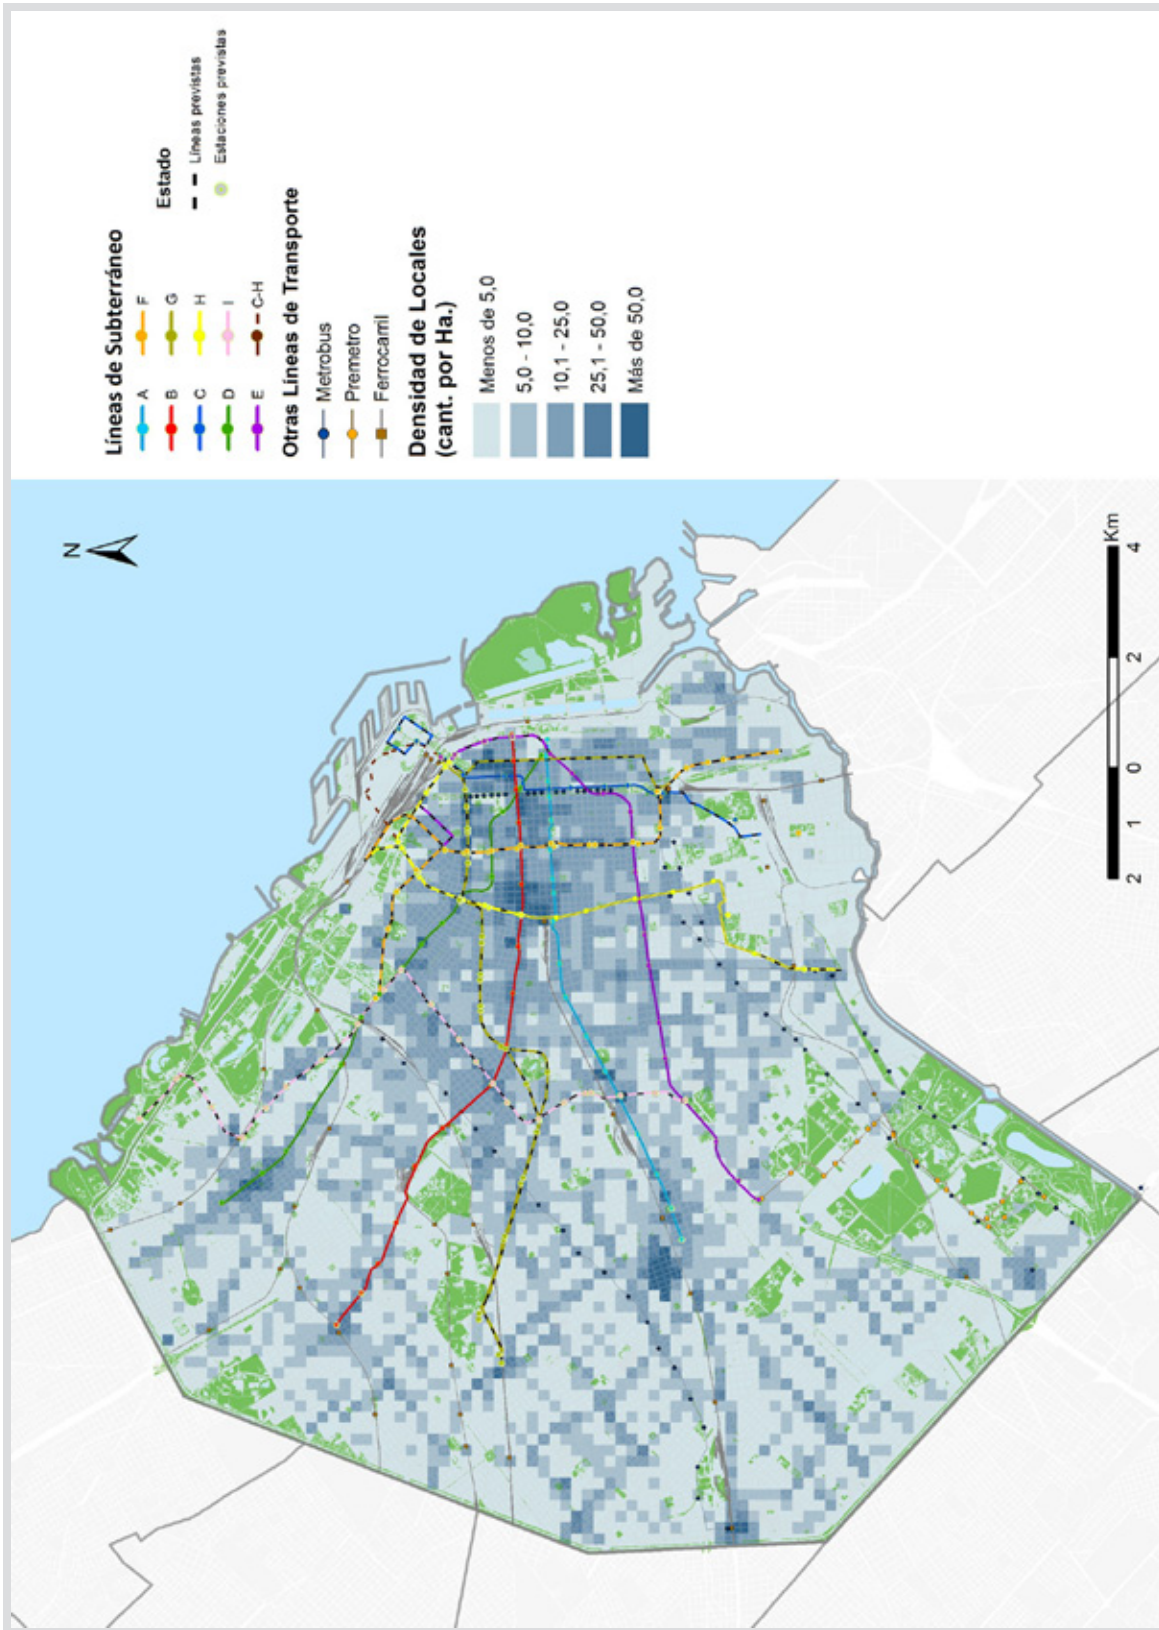 Líneas de Subterráneo
A
B
C
D
E
F
G
H
I
C-H
Estado
Líneas previstas
Estaciones previstas
Otras Líneas de Transporte
Metrobus
Premetro
Ferrocarril
Densidad de Locales
(cant. por Ha.)
Menos de 5,0
5,0 - 10,0
10,1 - 25,0
25,1 - 50,0
Más de 50,0
N
Km
2 1 0 2 4